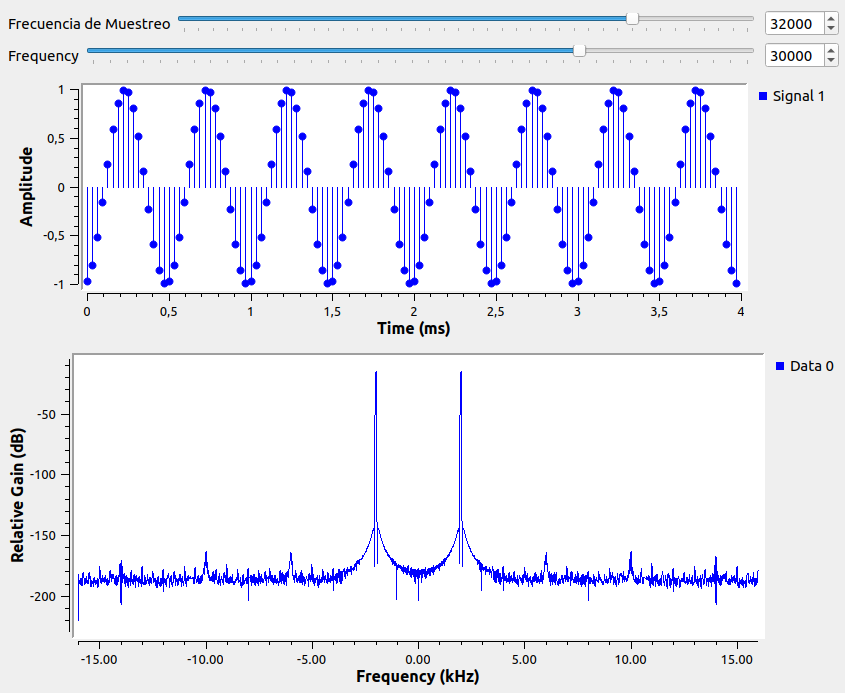 Frecuencia de Muestreo 32000
Frequency 30000
Signal 1
Amplitude
1
0,5
0
-0,5
-1
0 0,5 1 1,5 2 2,5 3 3,5 4
Time (ms)
Data 0
Relative Gain (dB)
-50
-100
-150
-200
-15.00 -10.00 -5.00 0.00 5.00 10.00 15.00
Frequency (kHz)